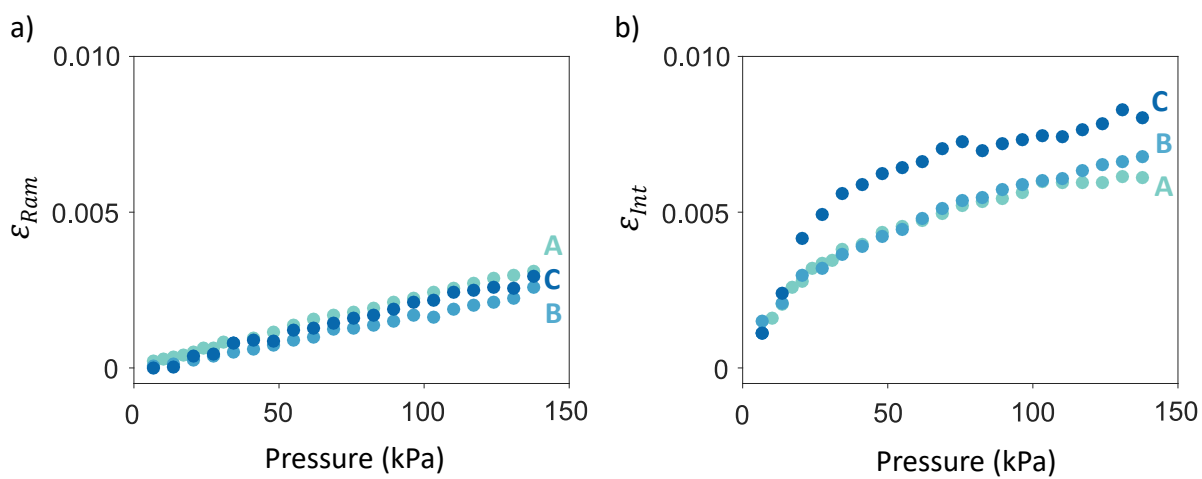 a)
0.010
0.005
0
ε_Ram
A
C
B
0 50 100 150
Pressure (kPa)
b)
0.010
0.005
0
ε_Int
C
B
A
0 50 100 150
Pressure (kPa)